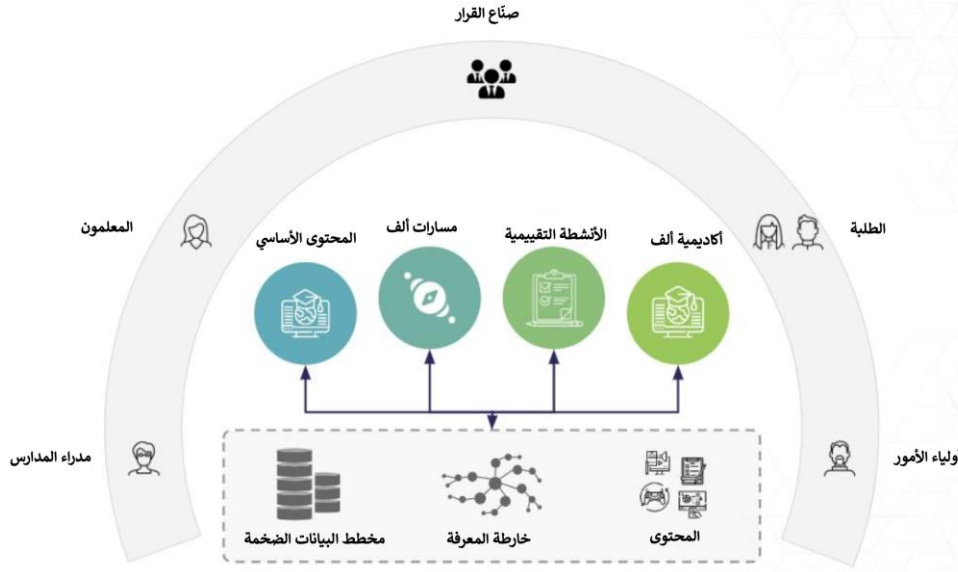 صنّاع القرار
الطلبة
المعلمون
أكاديمية ألف
الأنشطة التقييمية
مسارات ألف
المحتوى الأساسي
أولياء الأمور
مدراء المدارس
المحتوى
خارطة المعرفة
مخطط البيانات الضخمة